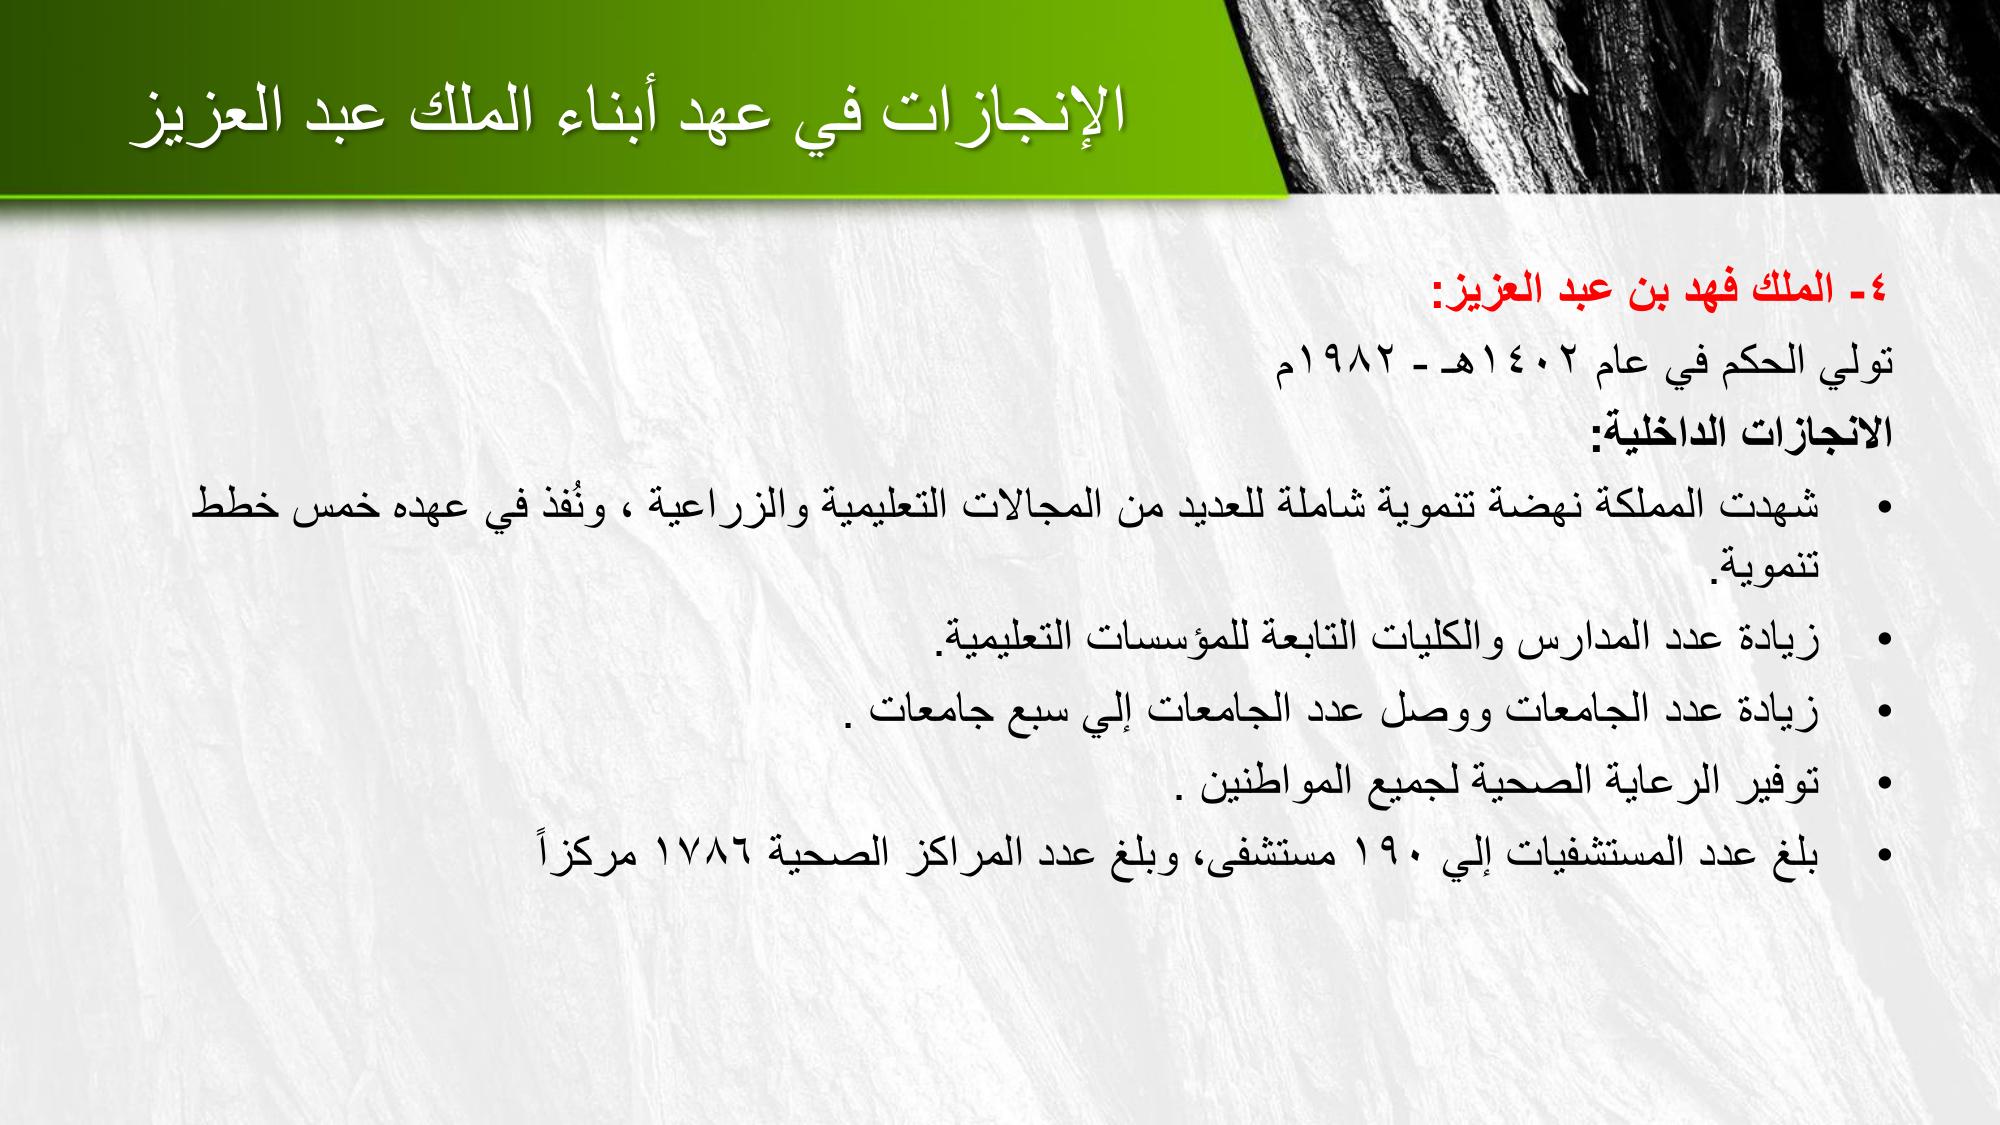 الإنجازات في عهد أبناء الملك عبد العزيز
٤- الملك فهد بن عبد العزيز:
تولي الحكم في عام ١٤٠٢هـ - ١٩٨٢م
الانجازات الداخلية:
• شهدت المملكة نهضة تنموية شاملة للعديد من المجالات التعليمية والزراعية ، ونُفذ في عهده خمس خطط
تنموية.
• زيادة عدد المدارس والكليات التابعة للمؤسسات التعليمية.
• زيادة عدد الجامعات ووصل عدد الجامعات إلي سبع جامعات .
• توفير الرعاية الصحية لجميع المواطنين .
• بلغ عدد المستشفيات إلي ١٩٠ مستشفى، وبلغ عدد المراكز الصحية ١٧٨٦ مركزاً